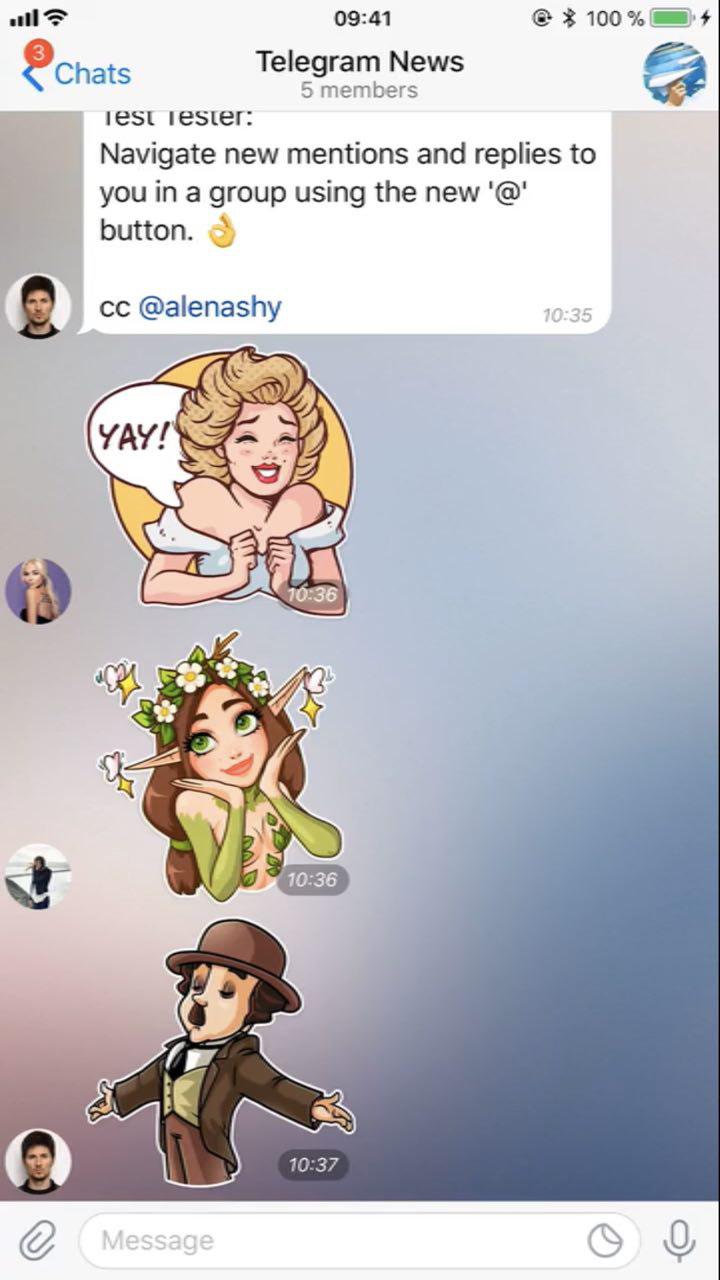 09:41
100 %
3
Chats
Telegram News
5 members
Test Tester:
Navigate new mentions and replies to
you in a group using the new '@'
button. 👌
cc @alenashy
10:35
YAY!
10:36
10:36
10:37
Message